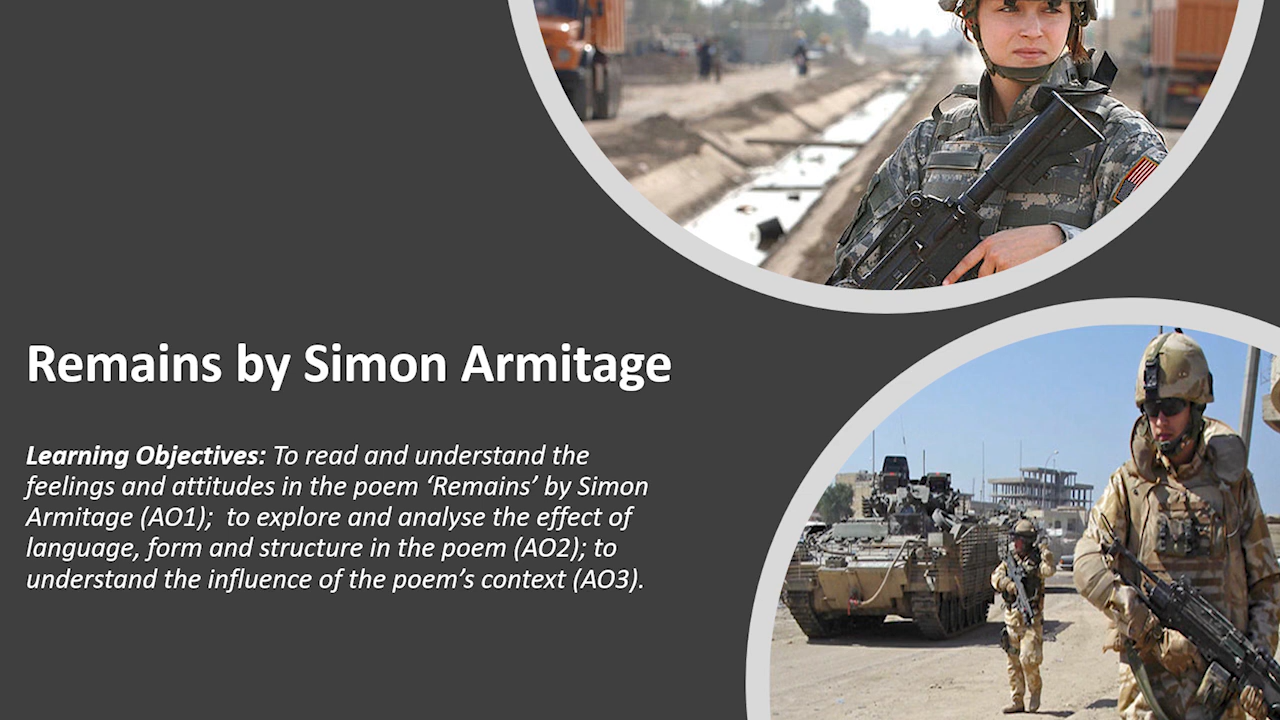 Remains by Simon Armitage
Learning Objectives: To read and understand the
feelings and attitudes in the poem ‘Remains’ by Simon
Armitage (AO1);  to explore and analyse the effect of
language, form and structure in the poem (AO2); to
understand the influence of the poem’s context (AO3).